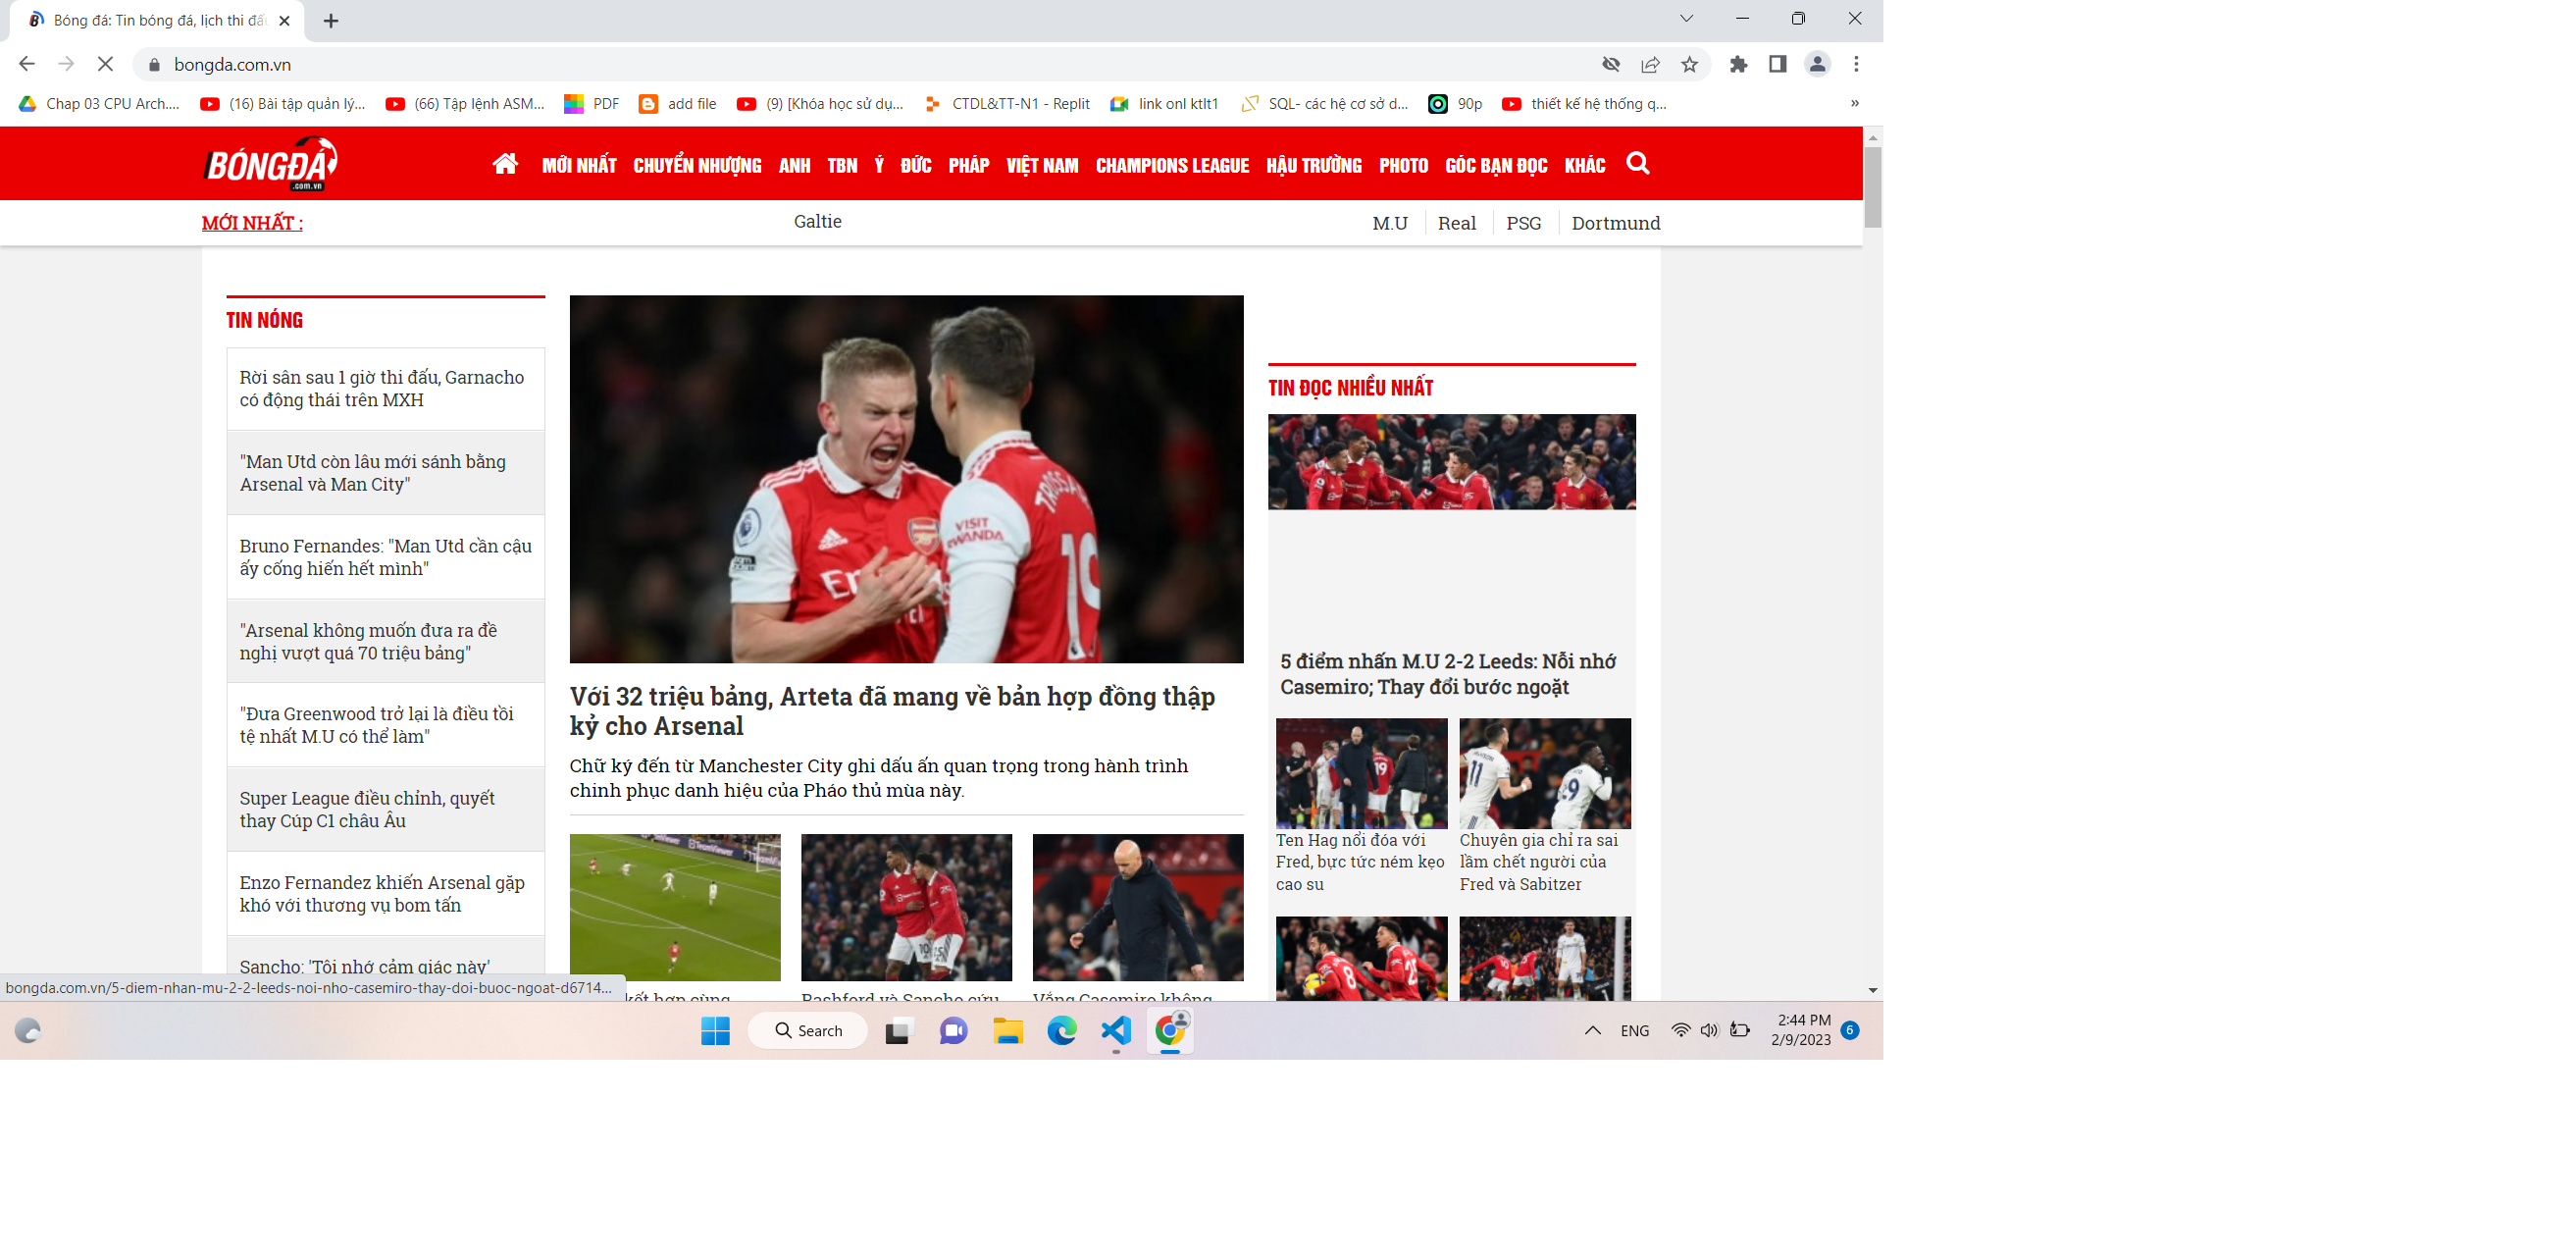 Bóng đá: Tin bóng đá, lịch thi đấu
bongda.com.vn
Chap 03 CPU Arch....
(16) Bài tập quản lý...
(66) Tập lệnh ASM...
PDF
add file
(9) [Khóa học sử dụ...
CTDL&TT-N1 - Replit
link onl ktlt1
SQL- các hệ cơ sở d...
90p
thiết kế hệ thống q...
»
BÓNGĐÁ
.com.vn
MỚI NHẤT
CHUYỂN NHƯỢNG
ANH
TBN
Ý
ĐỨC
PHÁP
VIỆT NAM
CHAMPIONS LEAGUE
HẬU TRƯỜNG
PHOTO
GÓC BẠN ĐỌC
KHÁC
MỚI NHẤT :
Galtie
M.U
Real
PSG
Dortmund
TIN NÓNG
Rời sân sau 1 giờ thi đấu, Garnacho
có động thái trên MXH
"Man Utd còn lâu mới sánh bằng
Arsenal và Man City"
Bruno Fernandes: "Man Utd cần cậu
ấy cống hiến hết mình"
"Arsenal không muốn đưa ra đề
nghị vượt quá 70 triệu bảng"
"Đưa Greenwood trở lại là điều tồi
tệ nhất M.U có thể làm"
Super League điều chỉnh, quyết
thay Cúp C1 châu Âu
Enzo Fernandez khiến Arsenal gặp
khó với thương vụ bom tấn
Sancho: 'Tôi nhớ cảm giác này'
bongda.com.vn/5-diem-nhan-mu-2-2-leeds-noi-nho-casemiro-thay-doi-buoc-ngoat-d6714...
VISIT
RWANDA
TROSSA
19
Với 32 triệu bảng, Arteta đã mang về bản hợp đồng thập
kỷ cho Arsenal
Chữ ký đến từ Manchester City ghi dấu ấn quan trọng trong hành trình
chinh phục danh hiệu của Pháo thủ mùa này.
kết hợp cùng
Rashford và Sancho cứu
Vắng Casemiro không
TIN ĐỌC NHIỀU NHẤT
5 điểm nhấn M.U 2-2 Leeds: Nỗi nhớ
Casemiro; Thay đổi bước ngoặt
Ten Hag nổi đóa với
Fred, bực tức ném kẹo
cao su
Chuyên gia chỉ ra sai
lầm chết người của
Fred và Sabitzer
Search
ENG
2:44 PM
2/9/2023
6